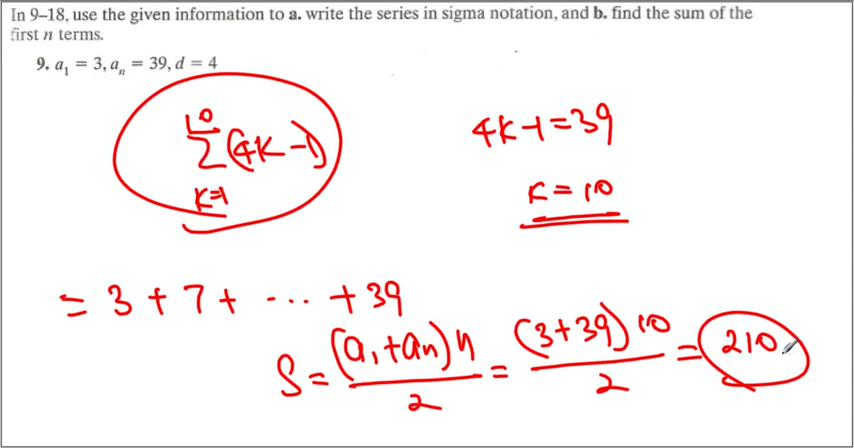 In 9–18, use the given information to a. write the series in sigma notation, and b. find the sum of the
first n terms.
9. a₁ = 3, aₙ = 39, d = 4
10
∑ (4K-1)
K=1
4K-1=39
K=10
= 3 + 7 + ... + 39
S = (a₁+aₙ)n / 2 = (3+39)10 / 2 = 210